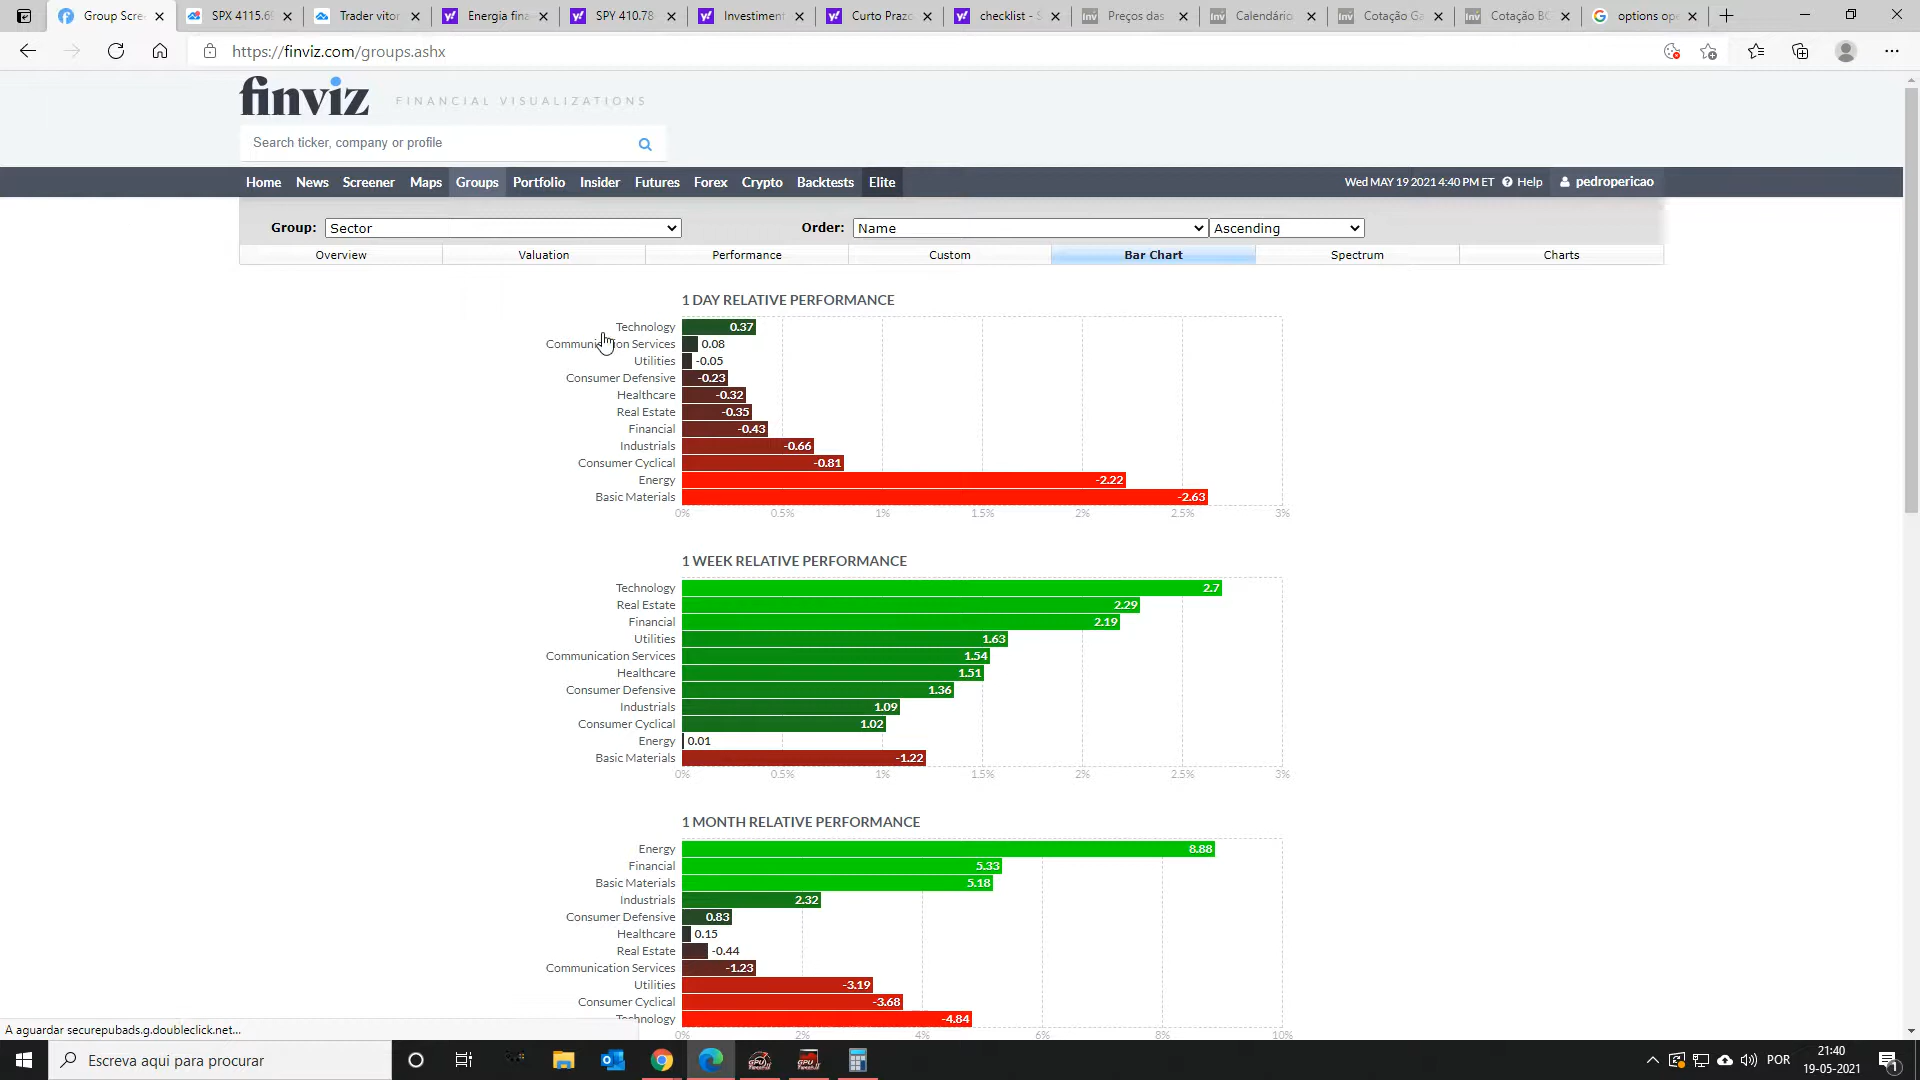 Group Scre
SPX 4115.6
Trader vitor
Energia fina
SPY 410.78
Investiment
Curto Praz
checklist - S
Preços das
Calendário
Cotação Ga
Cotação BC
options ope
https://finviz.com/groups.ashx
finviz FINANCIAL VISUALIZATIONS
Search ticker, company or profile
Home News Screener Maps Groups Portfolio Insider Futures Forex Crypto Backtests Elite Wed MAY 19 2021 4:40 PM ET Help pedropericao
Group: Sector Order: Name Ascending
Overview Valuation Performance Custom Bar Chart Spectrum Charts
1 DAY RELATIVE PERFORMANCE
Technology 0.37
Communication Services 0.08
Utilities -0.05
Consumer Defensive -0.23
Healthcare -0.32
Real Estate -0.35
Financial -0.43
Industrials -0.66
Consumer Cyclical -0.81
Energy -2.22
Basic Materials -2.63
0% 0.5% 1% 1.5% 2% 2.5% 3%
1 WEEK RELATIVE PERFORMANCE
Technology 2.7
Real Estate 2.29
Financial 2.19
Utilities 1.63
Communication Services 1.54
Healthcare 1.51
Consumer Defensive 1.36
Industrials 1.09
Consumer Cyclical 1.02
Energy 0.01
Basic Materials -1.22
0% 0.5% 1% 1.5% 2% 2.5% 3%
1 MONTH RELATIVE PERFORMANCE
Energy 8.88
Financial 5.33
Basic Materials 5.18
Industrials 2.32
Consumer Defensive 0.83
Healthcare 0.15
Real Estate -0.44
Communication Services -1.23
Utilities -3.19
Consumer Cyclical -3.68
Technology -4.84
0% 2% 4% 6% 8% 10%
A aguardar securepubads.g.doubleclick.net...
Escreva aqui para procurar
POR
21:40
19-05-2021
1